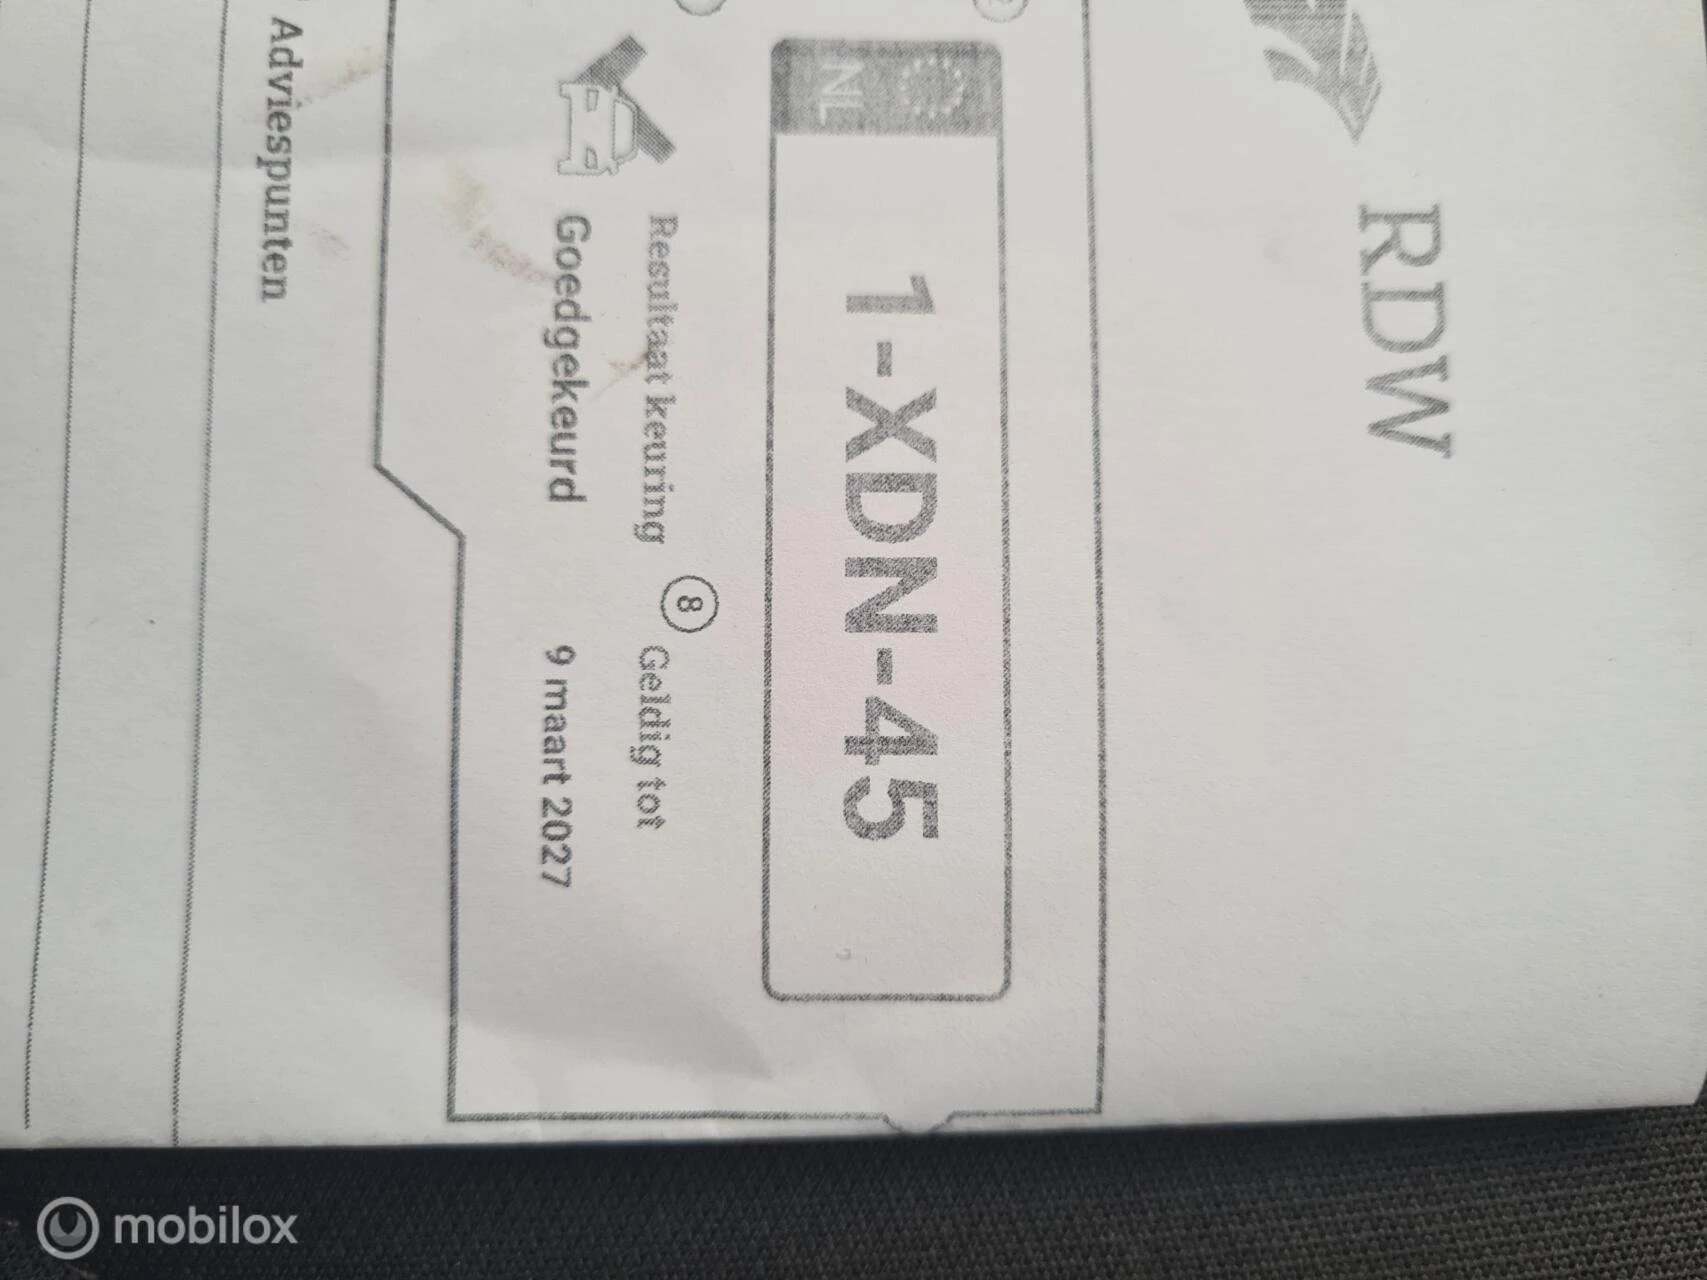 RDW
NL
1-XDN-45
Resultaat keuring
Goedgekeurd
8
Geldig tot
9 maart 2027
Adviespunten
mobilox